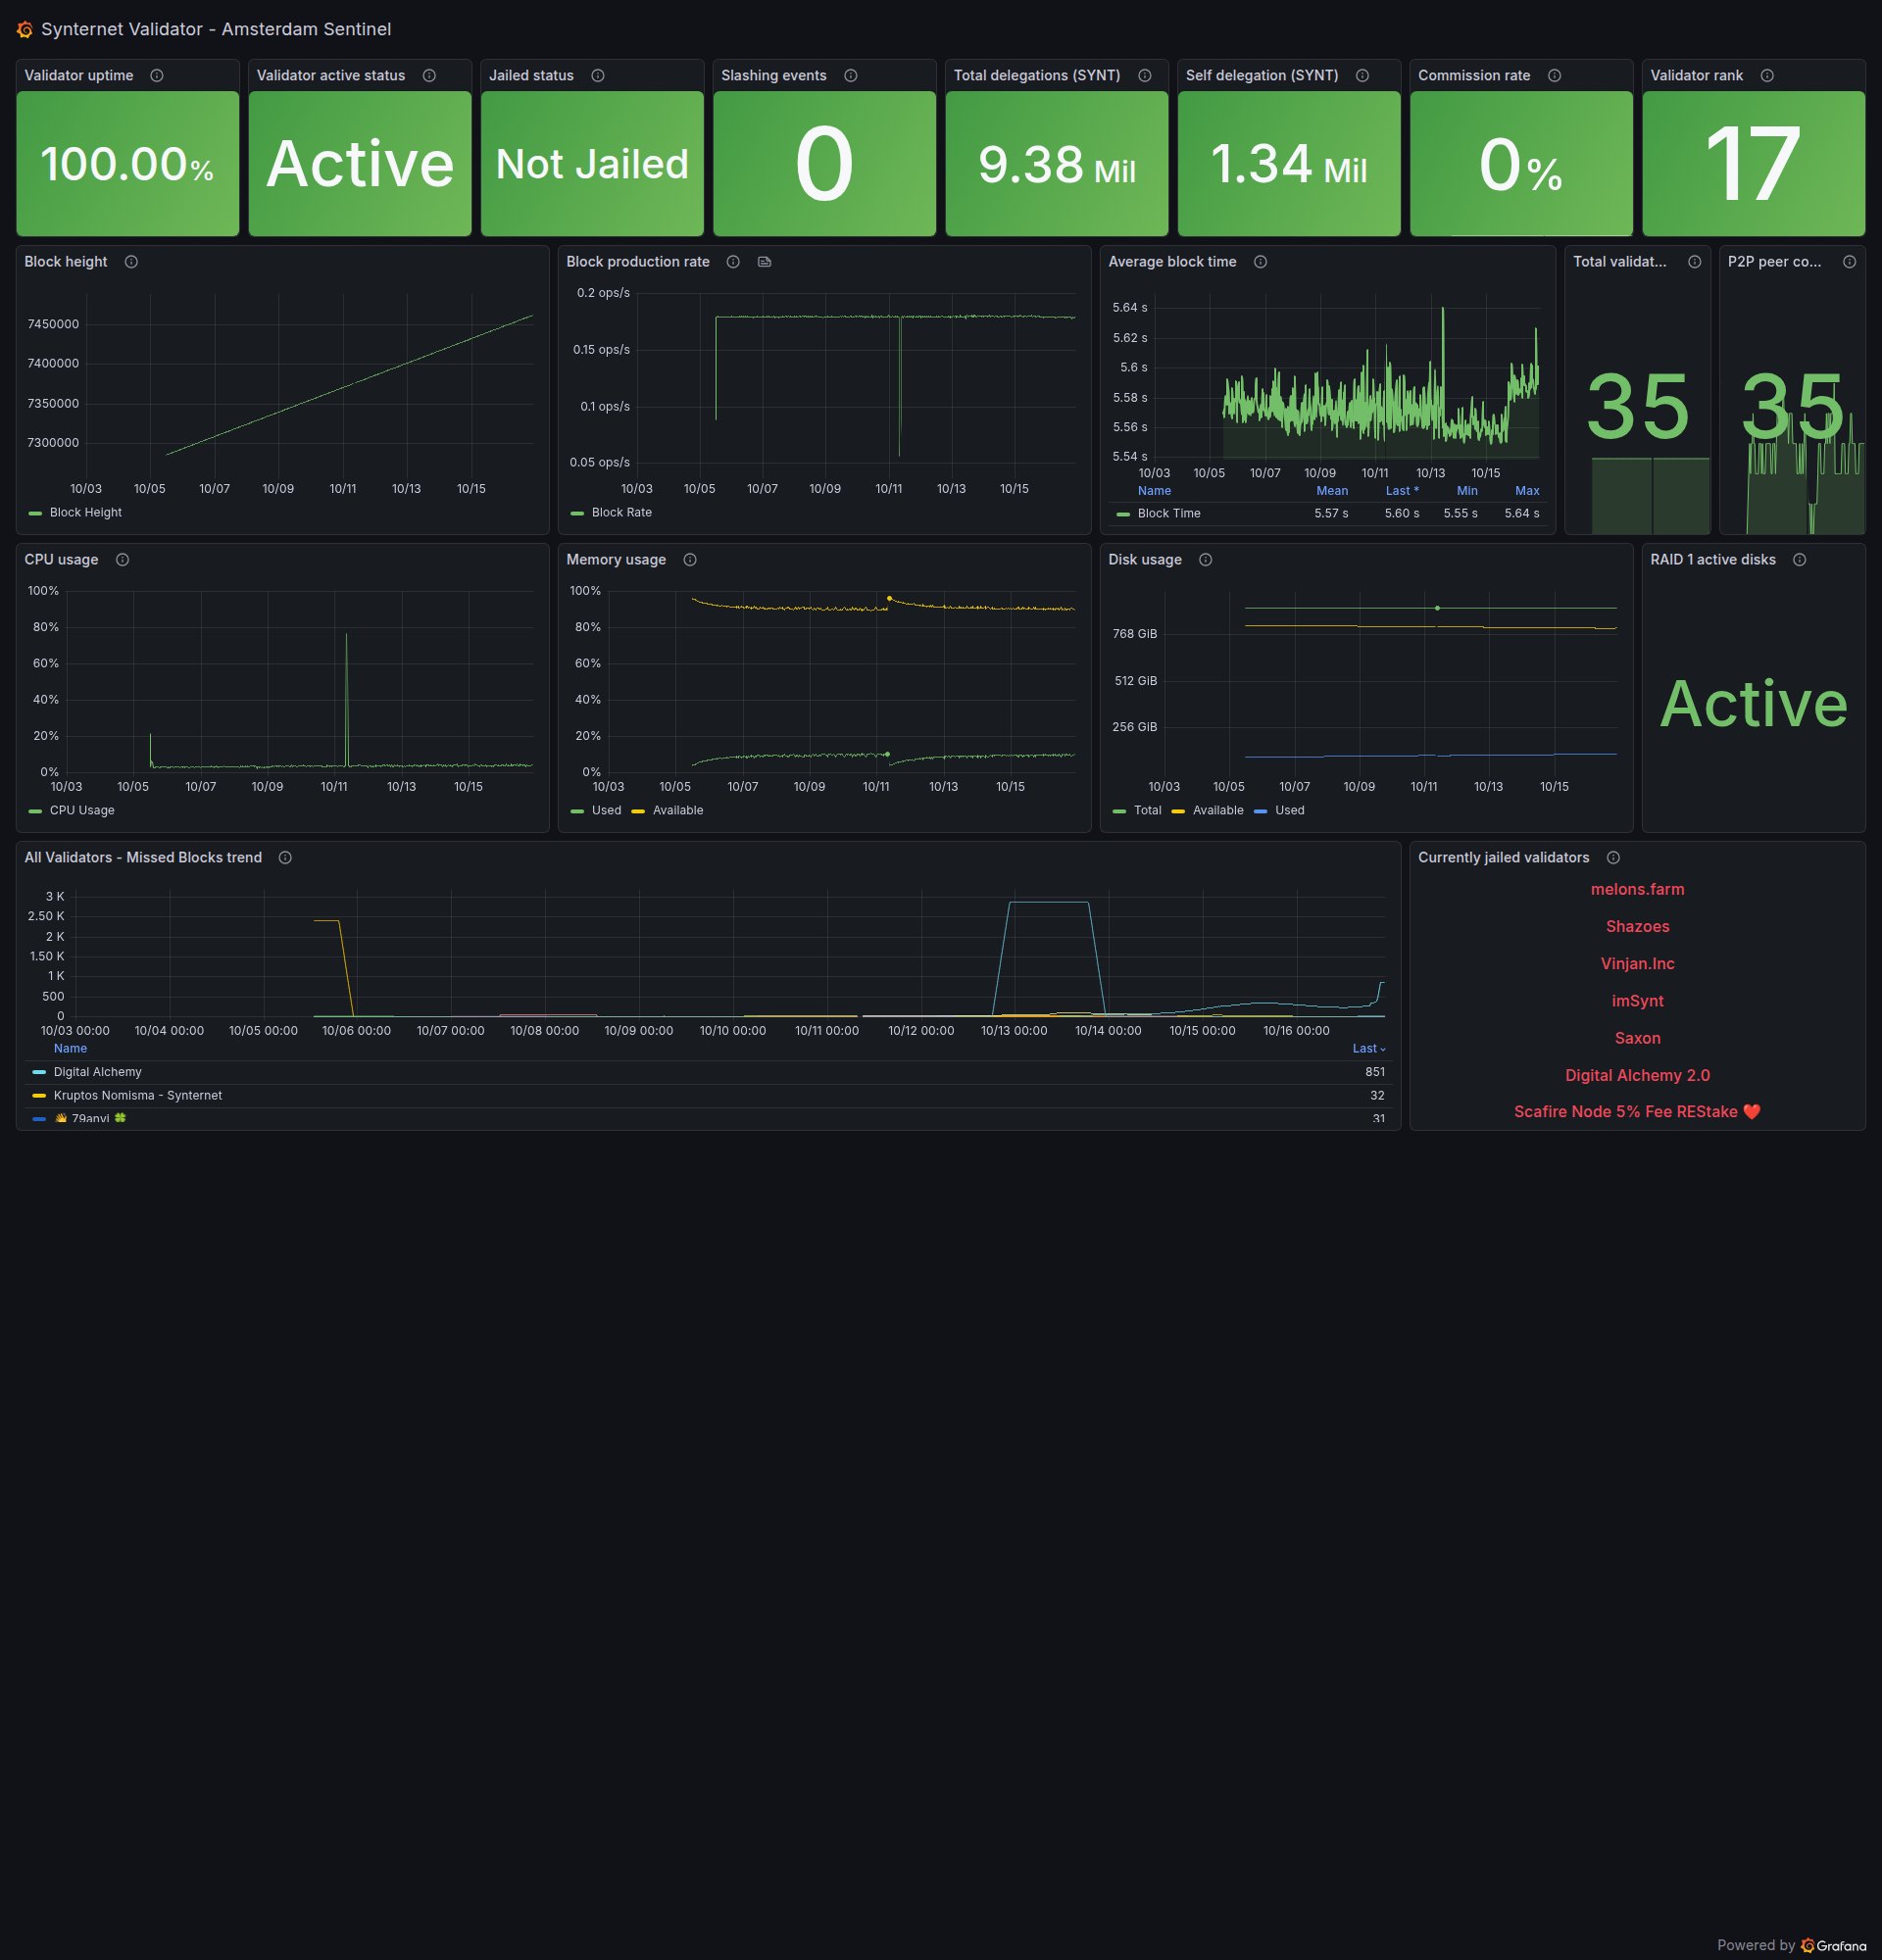 Synternet Validator - Amsterdam Sentinel
Validator uptime
100.00%
Validator active status
Active
Jailed status
Not Jailed
Slashing events
0
Total delegations (SYNT)
9.38 Mil
Self delegation (SYNT)
1.34 Mil
Commission rate
0%
Validator rank
17
Block height
7450000
7400000
7350000
7300000
10/03 10/05 10/07 10/09 10/11 10/13 10/15
Block Height
Block production rate
0.2 ops/s
0.15 ops/s
0.1 ops/s
0.05 ops/s
10/03 10/05 10/07 10/09 10/11 10/13 10/15
Block Rate
Average block time
5.64 s
5.62 s
5.6 s
5.58 s
5.56 s
5.54 s
10/03 10/05 10/07 10/09 10/11 10/13 10/15
Name Mean Last * Min Max
Block Time 5.57 s 5.60 s 5.55 s 5.64 s
Total validat...
35
P2P peer co...
35
CPU usage
100%
80%
60%
40%
20%
0%
10/03 10/05 10/07 10/09 10/11 10/13 10/15
CPU Usage
Memory usage
100%
80%
60%
40%
20%
0%
10/03 10/05 10/07 10/09 10/11 10/13 10/15
Used Available
Disk usage
768 GiB
512 GiB
256 GiB
10/03 10/05 10/07 10/09 10/11 10/13 10/15
Total Available Used
RAID 1 active disks
Active
All Validators - Missed Blocks trend
3 K
2.50 K
2 K
1.50 K
1 K
500
0
10/03 00:00 10/04 00:00 10/05 00:00 10/06 00:00 10/07 00:00 10/08 00:00 10/09 00:00 10/10 00:00 10/11 00:00 10/12 00:00 10/13 00:00 10/14 00:00 10/15 00:00 10/16 00:00
Name Last
Digital Alchemy 851
Kruptos Nomisma - Synternet 32
👋 79anvi 🍀 31
Currently jailed validators
melons.farm
Shazoes
Vinjan.Inc
imSynt
Saxon
Digital Alchemy 2.0
Scafire Node 5% Fee REStake ❤️
Powered by Grafana